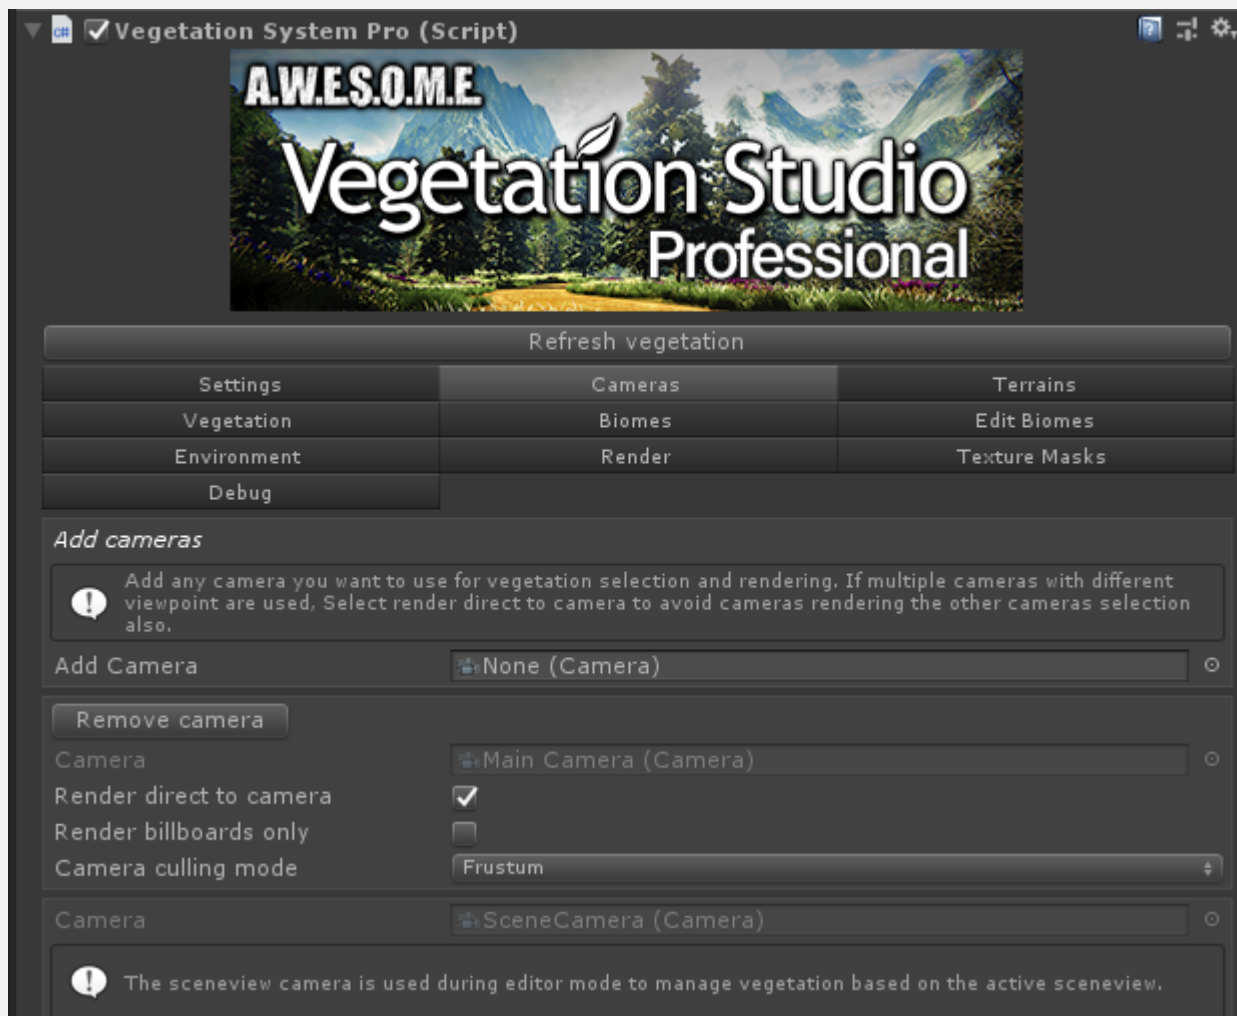 Vegetation System Pro (Script)
A.W.E.S.O.M.E.
Vegetation Studio
Professional
Refresh vegetation
Settings
Cameras
Terrains
Vegetation
Biomes
Edit Biomes
Environment
Render
Texture Masks
Debug
Add cameras
Add any camera you want to use for vegetation selection and rendering. If multiple cameras with different
viewpoint are used, Select render direct to camera to avoid cameras rendering the other cameras selection
also.
Add Camera
None (Camera)
Remove camera
Camera
Main Camera (Camera)
Render direct to camera
Render billboards only
Camera culling mode
Frustum
Camera
SceneCamera (Camera)
The sceneview camera is used during editor mode to manage vegetation based on the active sceneview.